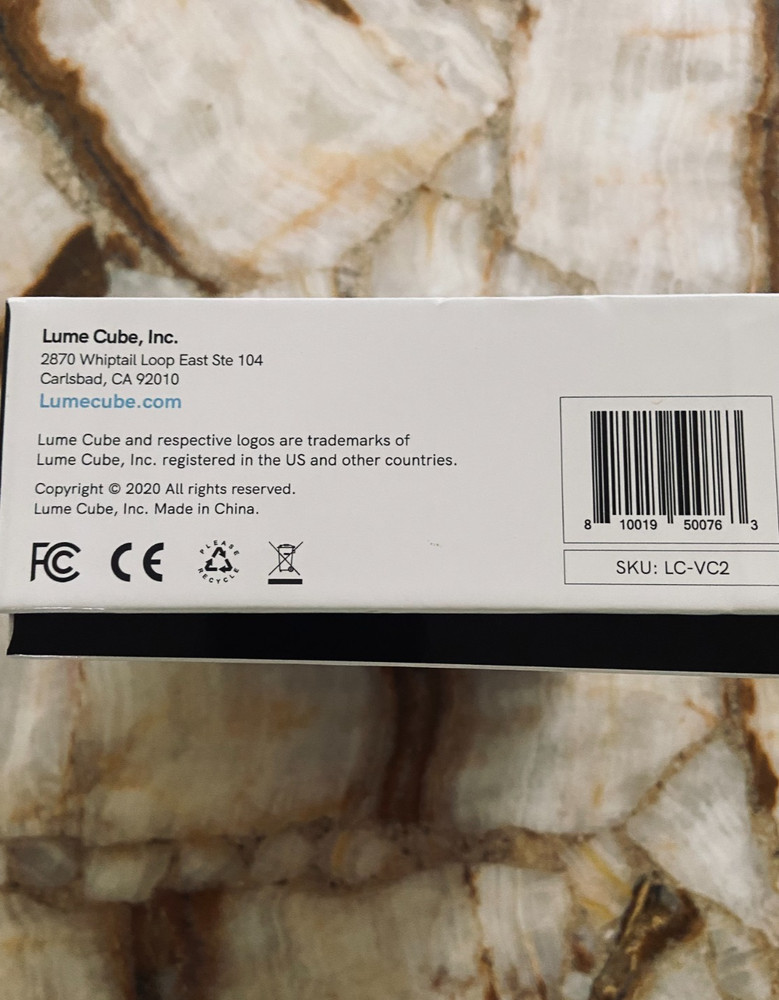 Lume Cube, Inc.
2870 Whiptail Loop East Ste 104
Carlsbad, CA 92010
Lumecube.com
Lume Cube and respective logos are trademarks of
Lume Cube, Inc. registered in the US and other countries.
Copyright © 2020 All rights reserved.
Lume Cube, Inc. Made in China.
FC CE PLEASE RECYCLE
8 10019 50076 3
SKU: LC-VC2